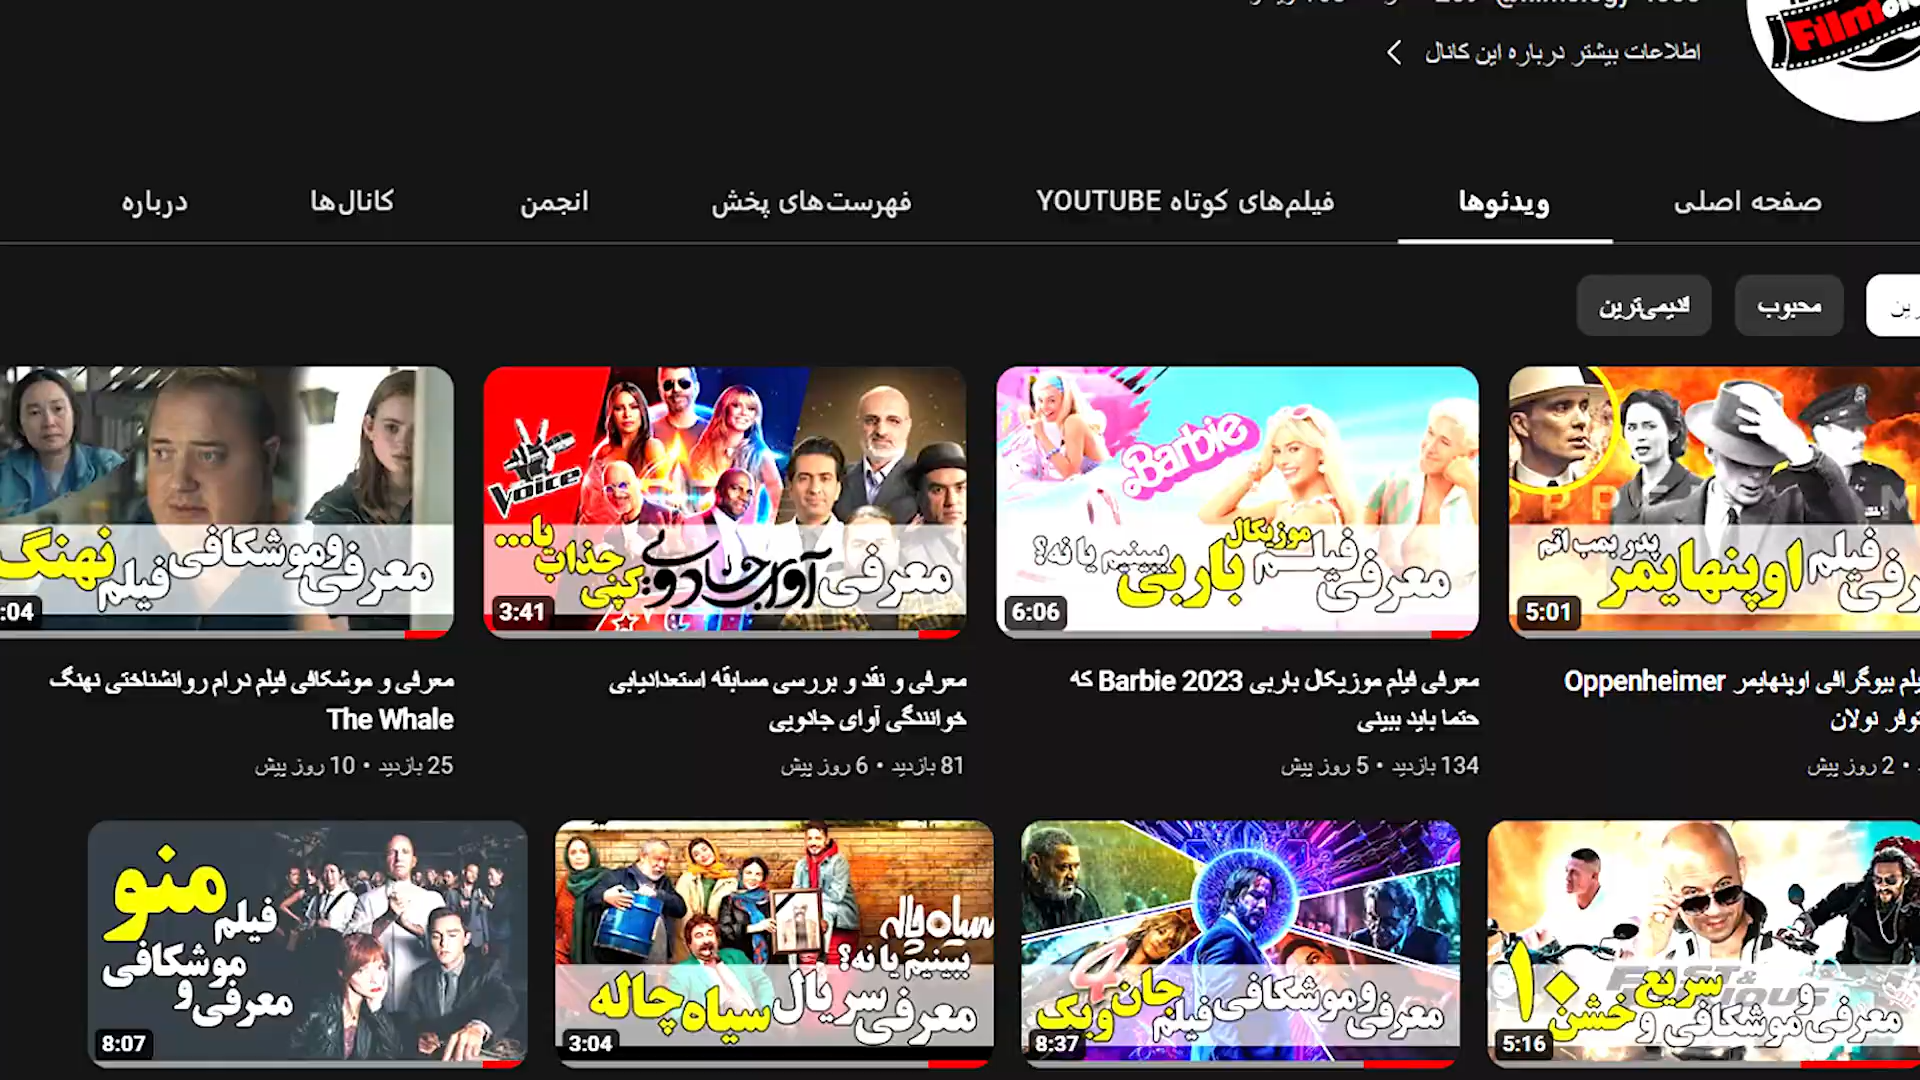 اطلاعات بیشتر درباره این کانال
صفحه اصلی
ویدئوها
فیلم‌های کوتاه YOUTUBE
فهرست‌های پخش
انجمن
کانال‌ها
درباره
محبوب
قدیمی‌ترین
پدر بمب اتم
فیلم اوپنهایمر
5:01
Barbie
معرفی فیلم موزیکال باربی ببینیم یا نه؟
6:06
Voice
معرفی آوای جادویی کپی جذاب یا...
3:41
معرفی و موشکافی فیلم نهنگ
:04
بیوگرافی اوپنهایمر Oppenheimer
نولان
2 روز پیش
معرفی فیلم موزیکال باربی Barbie 2023 که
حتما باید ببینی
134 بازدید • 5 روز پیش
معرفی و نقد و بررسی مسابقه استعدادیابی
خوانندگی آوای جادویی
81 بازدید • 6 روز پیش
معرفی و موشکافی فیلم درام روانشناختی نهنگ
The Whale
25 بازدید • 10 روز پیش
معرفی و موشکافی سریع و خشن ۱۰
5:16
معرفی و موشکافی فیلم جان ویک
8:37
سیاه چاله
ببینیم یا نه؟
معرفی سریال سیاه چاله
3:04
فیلم منو
معرفی و موشکافی
8:07